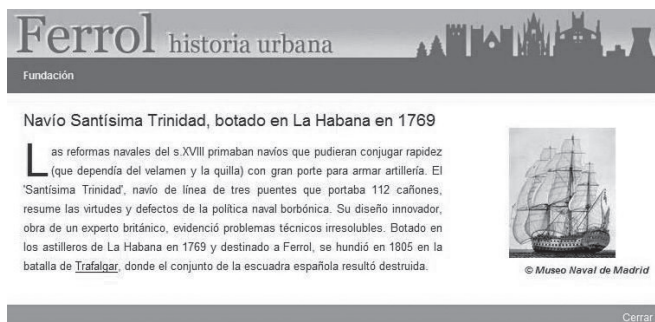 Ferrol historia urbana
Fundación
Navío Santísima Trinidad, botado en La Habana en 1769
Las reformas navales del s.XVIII primaban navíos que pudieran conjugar rapidez
(que dependía del velamen y la quilla) con gran porte para armar artillería. El
'Santísima Trinidad', navío de línea de tres puentes que portaba 112 cañones,
resume las virtudes y defectos de la política naval borbónica. Su diseño innovador,
obra de un experto británico, evidenció problemas técnicos irresolubles. Botado en
los astilleros de La Habana en 1769 y destinado a Ferrol, se hundió en 1805 en la
batalla de Trafalgar, donde el conjunto de la escuadra española resultó destruida.
© Museo Naval de Madrid
Cerrar